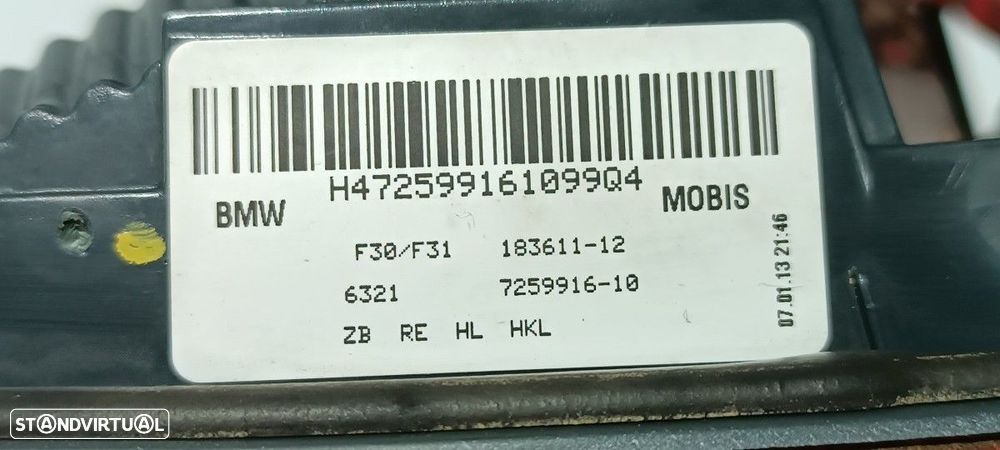 H472599161099Q4
BMW
MOBIS
F30/F31 183611-12
6321 7259916-10
ZB RE HL HKL
07.01.13 21:46
STANDVIRTUAL